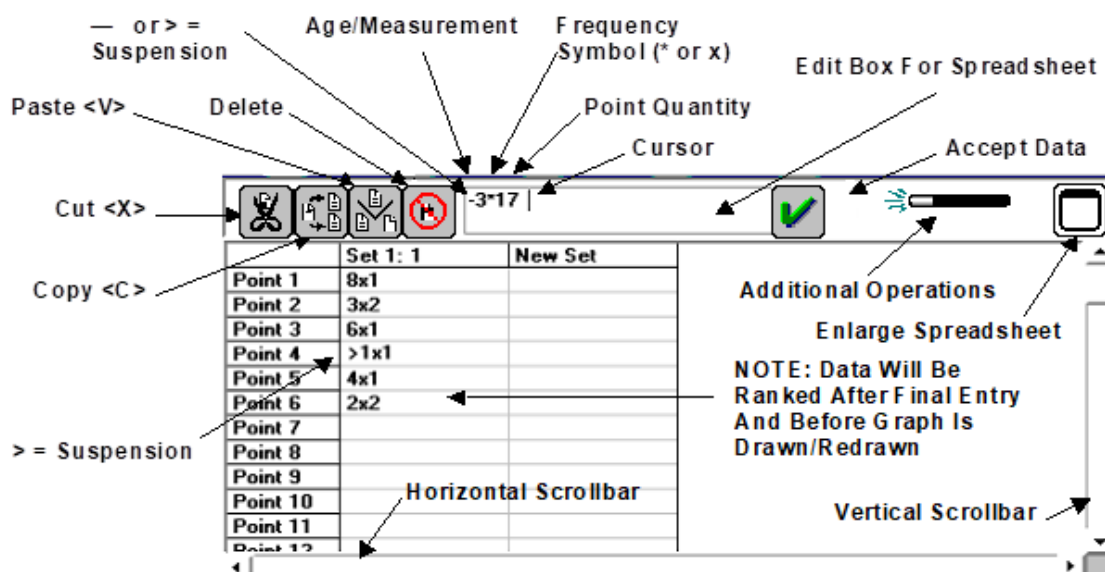 — or > =
Suspension
Age/Measurement
Frequency
Symbol (* or x)
Edit Box For Spreadsheet
Paste <V>
Delete
Point Quantity
Cursor
Accept Data
Cut <X>
-3*17
Set 1: 1 New Set
Copy <C>
Point 1 8x1
Point 2 3x2
Point 3 6x1
Point 4 >1x1
Point 5 4x1
Point 6 2x2
Point 7
Point 8
Point 9
Point 10
Point 11
Point 12
Additional Operations
Enlarge Spreadsheet
NOTE: Data Will Be
Ranked After Final Entry
And Before Graph Is
Drawn/Redrawn
> = Suspension
Horizontal Scrollbar
Vertical Scrollbar